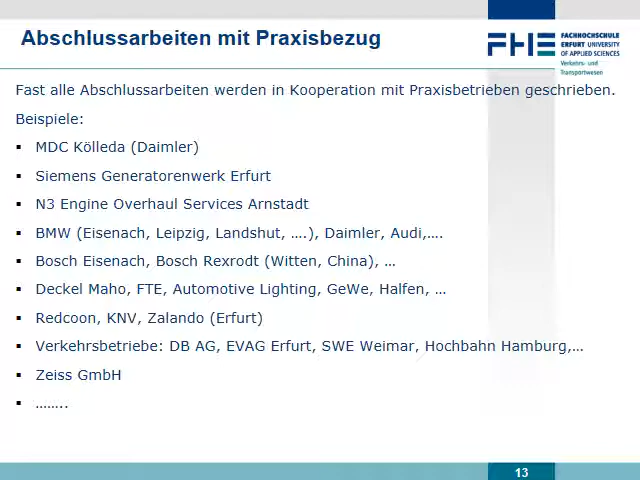 Abschlussarbeiten mit Praxisbezug
FHE
FACHHOCHSCHULE
ERFURT UNIVERSITY
OF APPLIED SCIENCES
Verkehrs- und
Transportwesen
Fast alle Abschlussarbeiten werden in Kooperation mit Praxisbetrieben geschrieben.
Beispiele:
▪ MDC Kölleda (Daimler)
▪ Siemens Generatorenwerk Erfurt
▪ N3 Engine Overhaul Services Arnstadt
▪ BMW (Eisenach, Leipzig, Landshut, ….), Daimler, Audi,….
▪ Bosch Eisenach, Bosch Rexrodt (Witten, China), …
▪ Deckel Maho, FTE, Automotive Lighting, GeWe, Halfen, …
▪ Redcoon, KNV, Zalando (Erfurt)
▪ Verkehrsbetriebe: DB AG, EVAG Erfurt, SWE Weimar, Hochbahn Hamburg,…
▪ Zeiss GmbH
▪ ……..
13